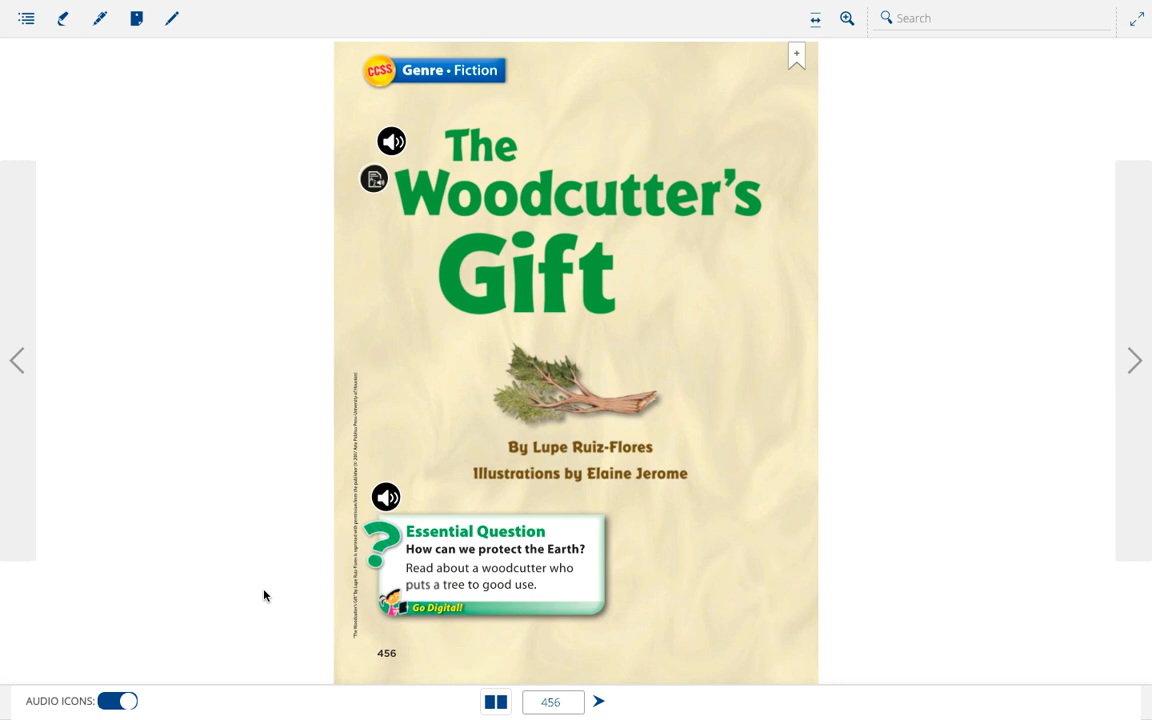 Search
CCSS Genre • Fiction
The
Woodcutter's
Gift
By Lupe Ruiz-Flores
Illustrations by Elaine Jerome
Essential Question
How can we protect the Earth?
Read about a woodcutter who
puts a tree to good use.
Go Digital!
456
AUDIO ICONS:
456